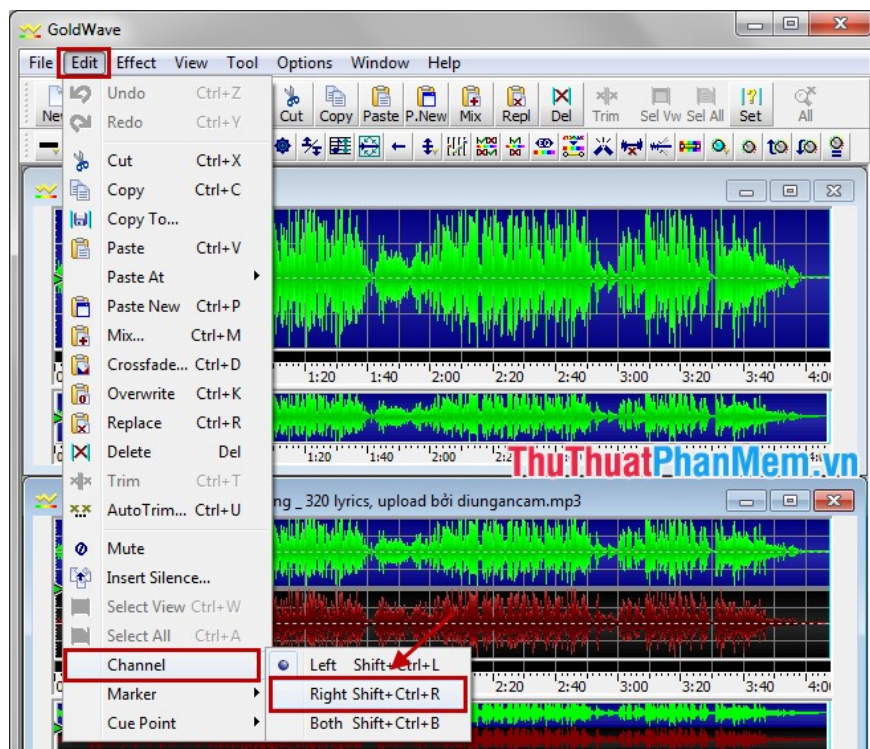 GoldWave
File Edit Effect View Tool Options Window Help
Cut Copy Paste P.New Mix Repl Del Trim Sel Vw Sel All Set All
Undo Ctrl+Z
Redo Ctrl+Y
Cut Ctrl+X
Copy Ctrl+C
Copy To...
Paste Ctrl+V
Paste At
Paste New Ctrl+P
Mix... Ctrl+M
Crossfade... Ctrl+D
Overwrite Ctrl+K
Replace Ctrl+R
Delete Del
Trim Ctrl+T
AutoTrim... Ctrl+U
Mute
Insert Silence...
Select View Ctrl+W
Select All Ctrl+A
Channel
Marker
Cue Point
Left Shift+Ctrl+L
Right Shift+Ctrl+R
Both Shift+Ctrl+B
1:20 1:40 2:00 2:20 2:40 3:00 3:20 3:40
1:20 1:40 2:00
ThuThuatPhanMem.vn
320 lyrics, upload bởi diungancam.mp3
2:20 2:40 3:00 3:20 3:40